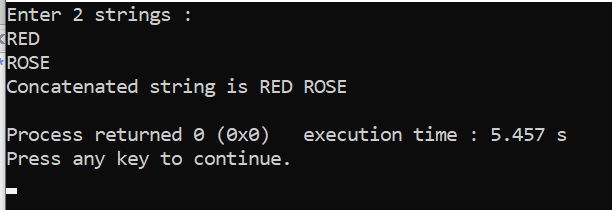 Enter 2 strings :
RED
ROSE
Concatenated string is RED ROSE
Process returned 0 (0x0)   execution time : 5.457 s
Press any key to continue.